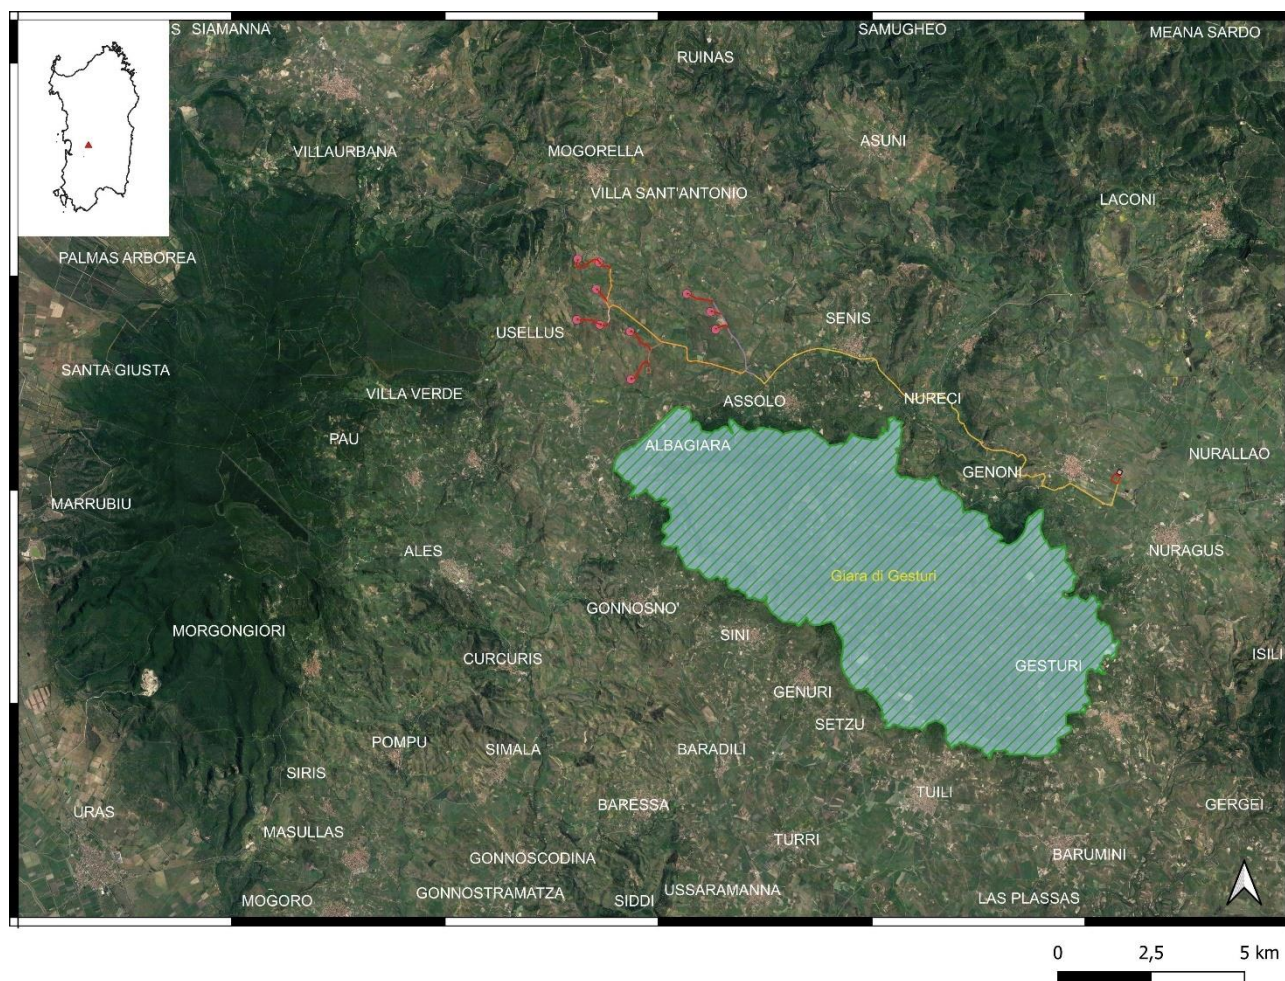 S SIAMANNA
SAMUGHEO
MEANA SARDO
RUINAS
VILLAURBANA
MOGORELLA
ASUNI
VILLA SANT'ANTONIO
LACONI
PALMAS ARBOREA
SENIS
USELLUS
SANTA GIUSTA
VILLA VERDE
NURECI
ASSOLO
PAU
ALBAGIARA
NURALLAO
GENONI
MARRUBIU
ALES
NURAGUS
Giara di Gesturi
GONNOSNO'
MORGONGIORI
SINI
CURCURIS
ISILI
GESTURI
GENURI
SETZU
POMPU
SIMALA
BARADILI
SIRIS
TUILI
BARESSA
GERGEI
URAS
MASULLAS
TURRI
GONNOSCODINA
BARUMINI
GONNOSTRAMATZA
USSARAMANNA
MOGORO
SIDDI
LAS PLASSAS
0 2,5 5 km